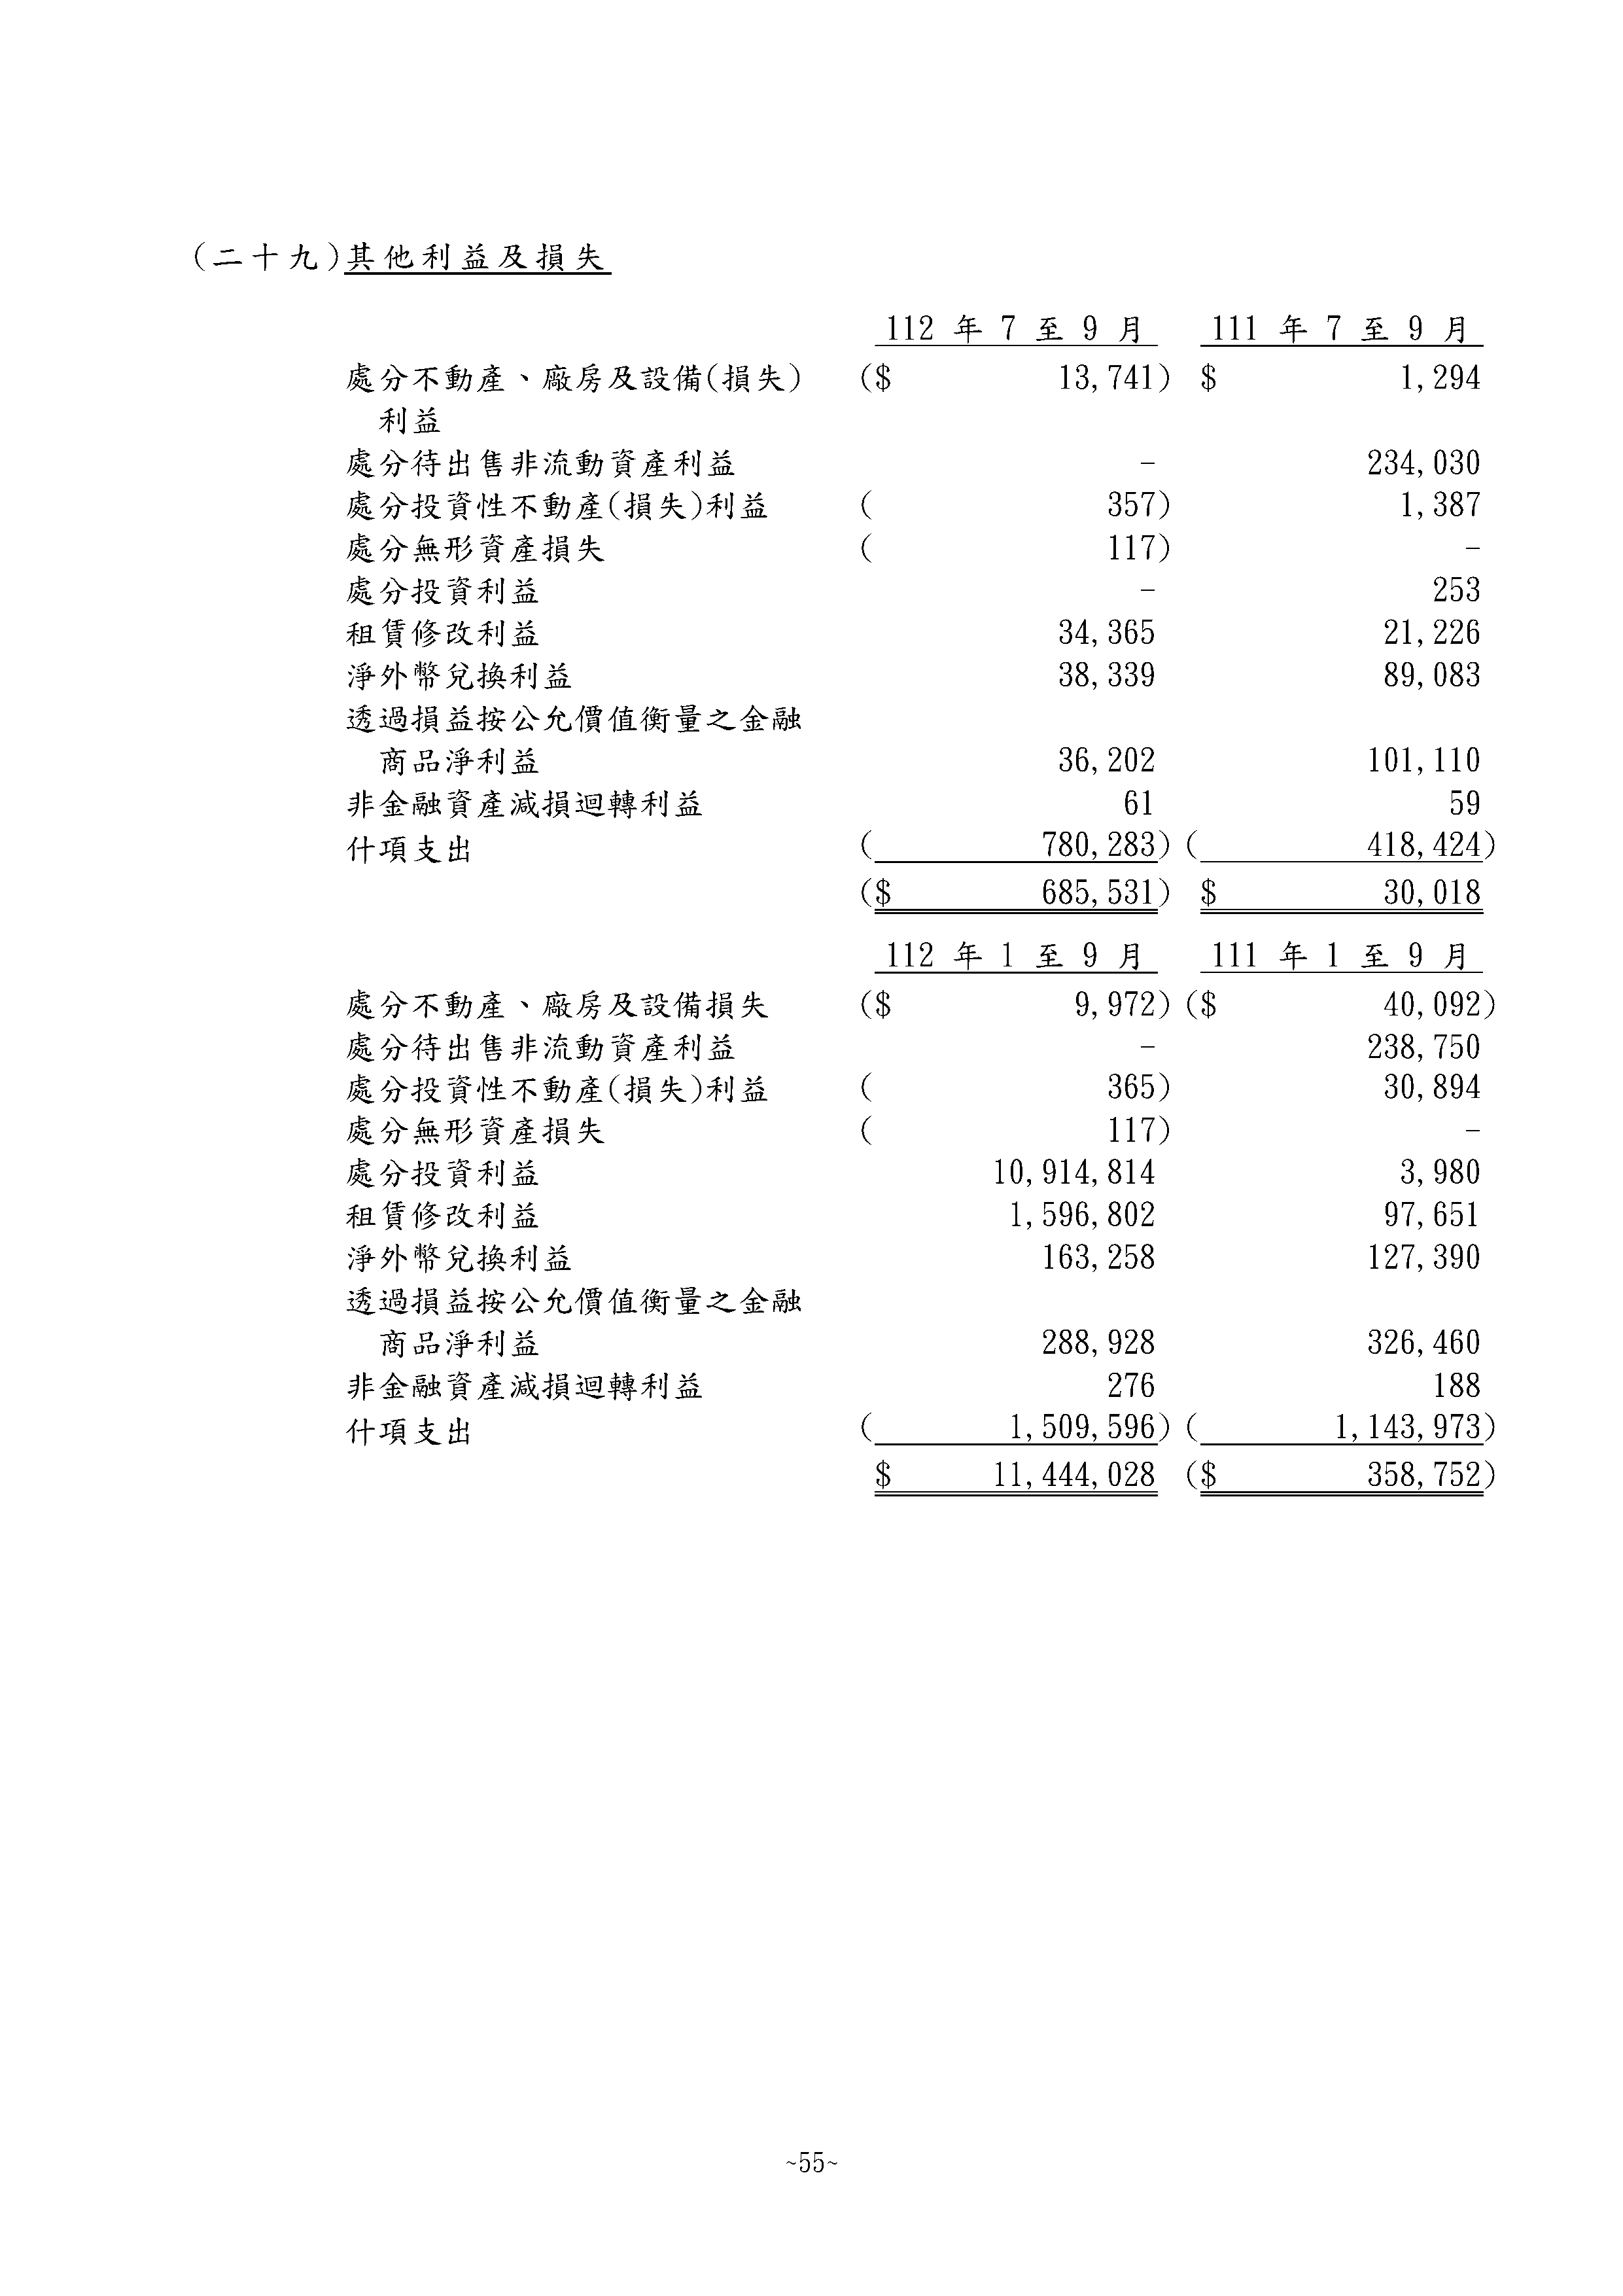 (二十九)其他利益及損失
112 年 7 至 9 月 111 年 7 至 9 月
處分不動產、廠房及設備(損失) ($ 13,741) $ 1,294
利益
處分待出售非流動資產利益 - 234,030
處分投資性不動產(損失)利益 ( 357) 1,387
處分無形資產損失 ( 117) -
處分投資利益 - 253
租賃修改利益 34,365 21,226
淨外幣兌換利益 38,339 89,083
透過損益按公允價值衡量之金融
商品淨利益 36,202 101,110
非金融資產減損迴轉利益 61 59
什項支出 ( 780,283) ( 418,424)
($ 685,531) $ 30,018
112 年 1 至 9 月 111 年 1 至 9 月
處分不動產、廠房及設備損失 ($ 9,972) ($ 40,092)
處分待出售非流動資產利益 - 238,750
處分投資性不動產(損失)利益 ( 365) 30,894
處分無形資產損失 ( 117) -
處分投資利益 10,914,814 3,980
租賃修改利益 1,596,802 97,651
淨外幣兌換利益 163,258 127,390
透過損益按公允價值衡量之金融
商品淨利益 288,928 326,460
非金融資產減損迴轉利益 276 188
什項支出 ( 1,509,596) ( 1,143,973)
$ 11,444,028 ($ 358,752)
~55~